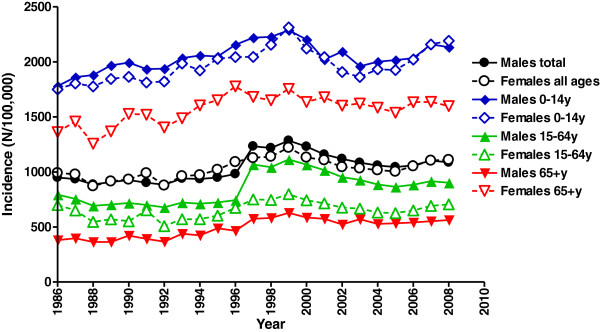 2500
2000
1500
1000
500
0
Incidence (N/100,000)
1986
1988
1990
1992
1994
1996
1998
2000
2002
2004
2006
2008
2010
Year
Males total
Females all ages
Males 0-14y
Females 0-14y
Males 15-64y
Females 15-64y
Males 65+y
Females 65+y